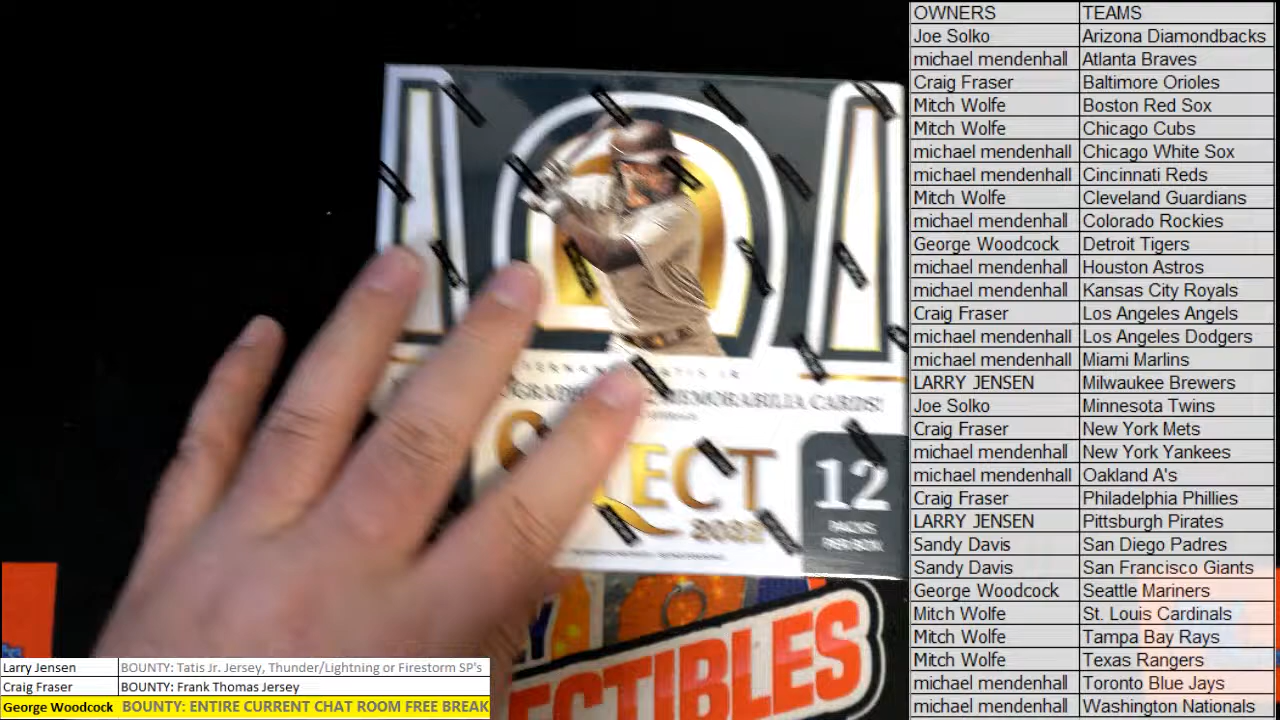 OWNERS TEAMS
Joe Solko Arizona Diamondbacks
michael mendenhall Atlanta Braves
Craig Fraser Baltimore Orioles
Mitch Wolfe Boston Red Sox
Mitch Wolfe Chicago Cubs
michael mendenhall Chicago White Sox
michael mendenhall Cincinnati Reds
Mitch Wolfe Cleveland Guardians
michael mendenhall Colorado Rockies
George Woodcock Detroit Tigers
michael mendenhall Houston Astros
michael mendenhall Kansas City Royals
Craig Fraser Los Angeles Angels
michael mendenhall Los Angeles Dodgers
michael mendenhall Miami Marlins
LARRY JENSEN Milwaukee Brewers
Joe Solko Minnesota Twins
Craig Fraser New York Mets
michael mendenhall New York Yankees
michael mendenhall Oakland A's
Craig Fraser Philadelphia Phillies
LARRY JENSEN Pittsburgh Pirates
Sandy Davis San Diego Padres
Sandy Davis San Francisco Giants
George Woodcock Seattle Mariners
Mitch Wolfe St. Louis Cardinals
Mitch Wolfe Tampa Bay Rays
Mitch Wolfe Texas Rangers
michael mendenhall Toronto Blue Jays
michael mendenhall Washington Nationals
MEMORABILIA CARDS!
LECT
2022
12
PACKS
PER BOX
ECTIBLES
Larry Jensen BOUNTY: Tatis Jr. Jersey, Thunder/Lightning or Firestorm SP's
Craig Fraser BOUNTY: Frank Thomas Jersey
George Woodcock BOUNTY: ENTIRE CURRENT CHAT ROOM FREE BREAK